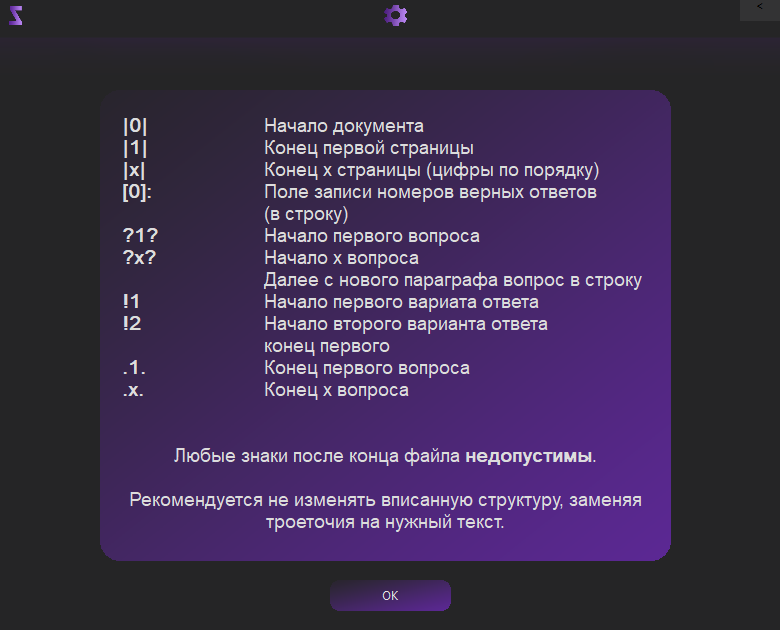 <
|0| Начало документа
|1| Конец первой страницы
|x| Конец x страницы (цифры по порядку)
[0]: Поле записи номеров верных ответов
(в строку)
?1? Начало первого вопроса
?x? Начало x вопроса
Далее с нового параграфа вопрос в строку
!1 Начало первого вариата ответа
!2 Начало второго варианта ответа
конец первого
.1. Конец первого вопроса
.x. Конец x вопроса
Любые знаки после конца файла недопустимы.
Рекомендуется не изменять вписанную структуру, заменяя
троеточия на нужный текст.
ОК